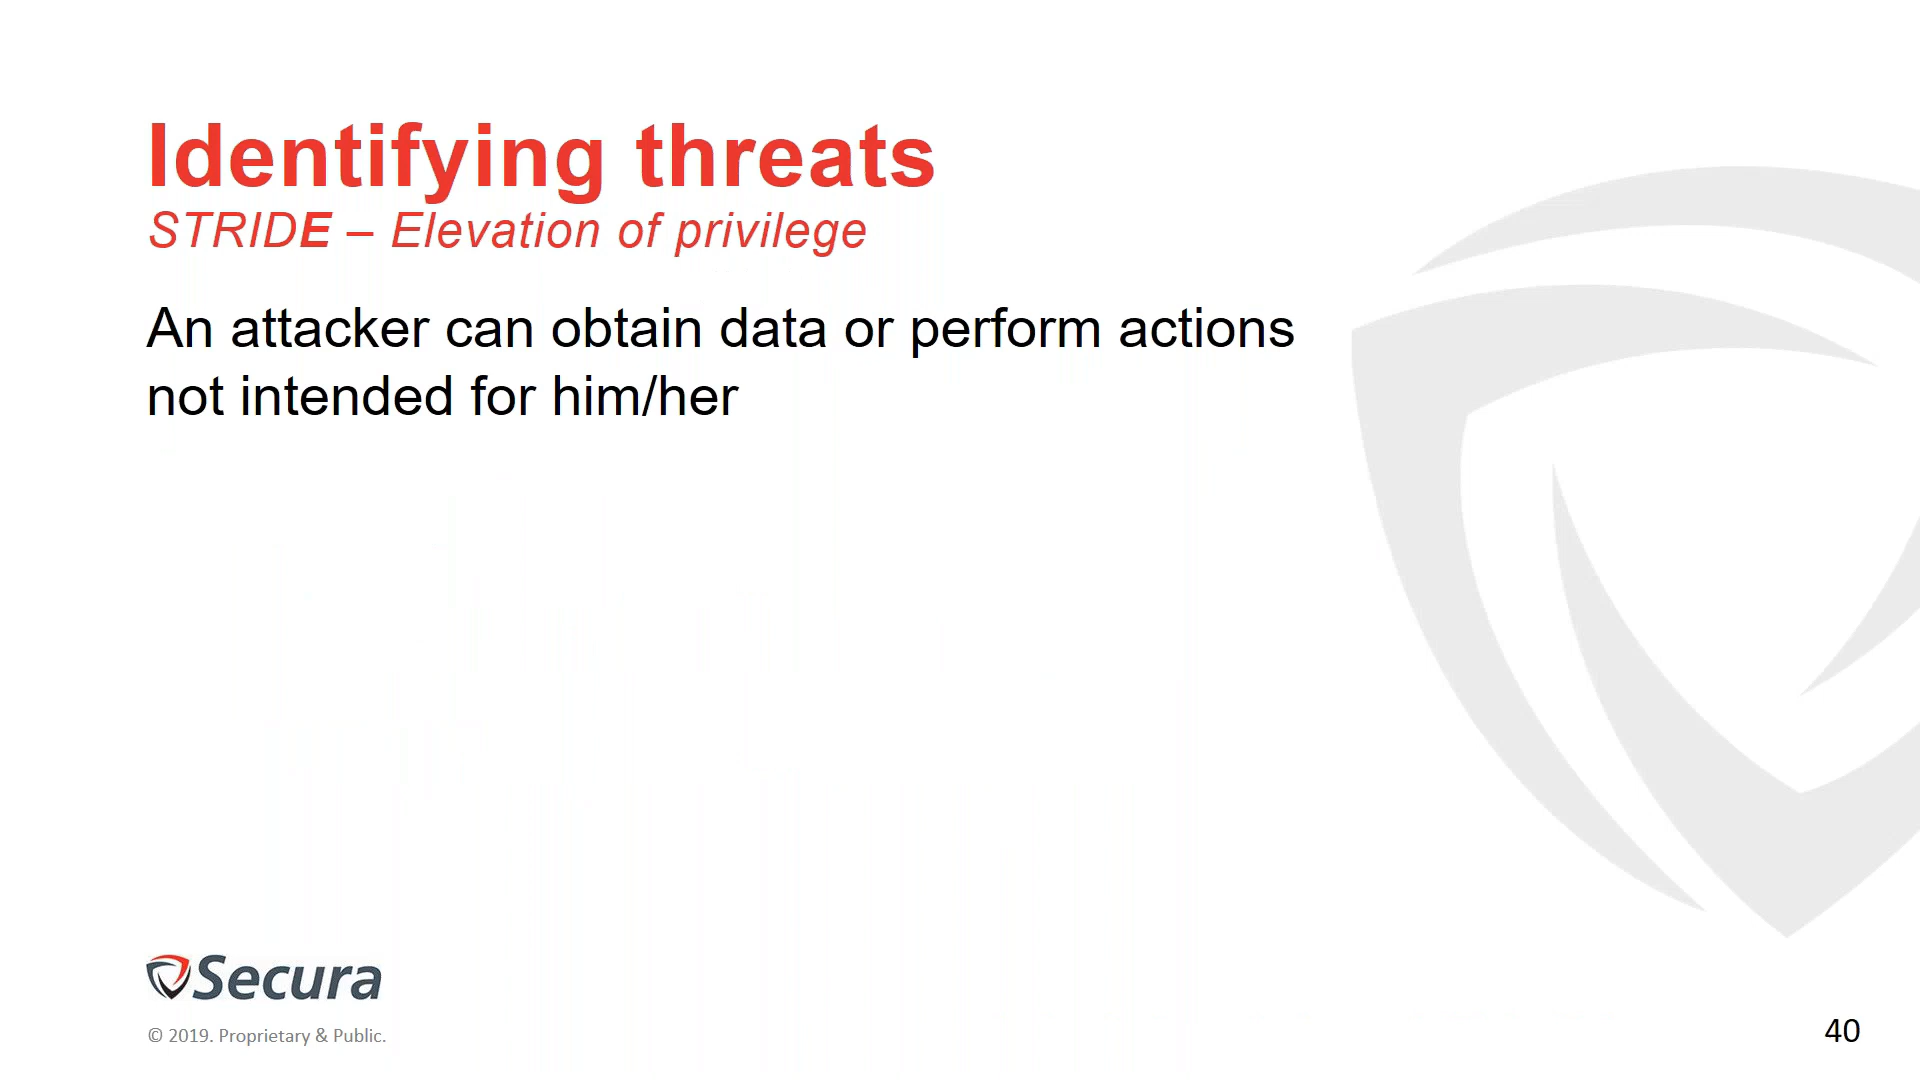 Identifying threats
STRIDE – Elevation of privilege
An attacker can obtain data or perform actions
not intended for him/her
Secura
© 2019. Proprietary & Public.
40